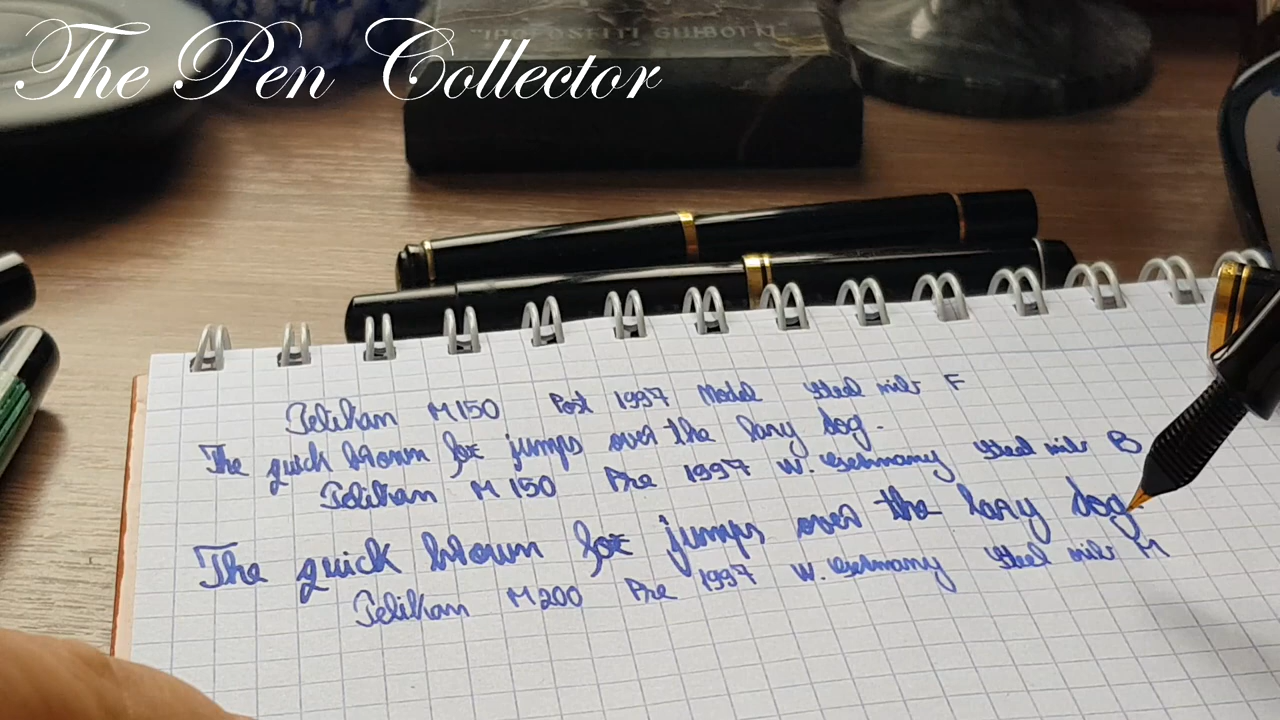 The Pen Collector
Pelikan M150 Post 1997 Model Steel nib F
The quick brown fox jumps over the lazy dog.
Pelikan M150 Pre 1997 W. Germany Steel nib B
The quick brown fox jumps over the lazy dog
Pelikan M200 Pre 1997 W. Germany Steel nib M